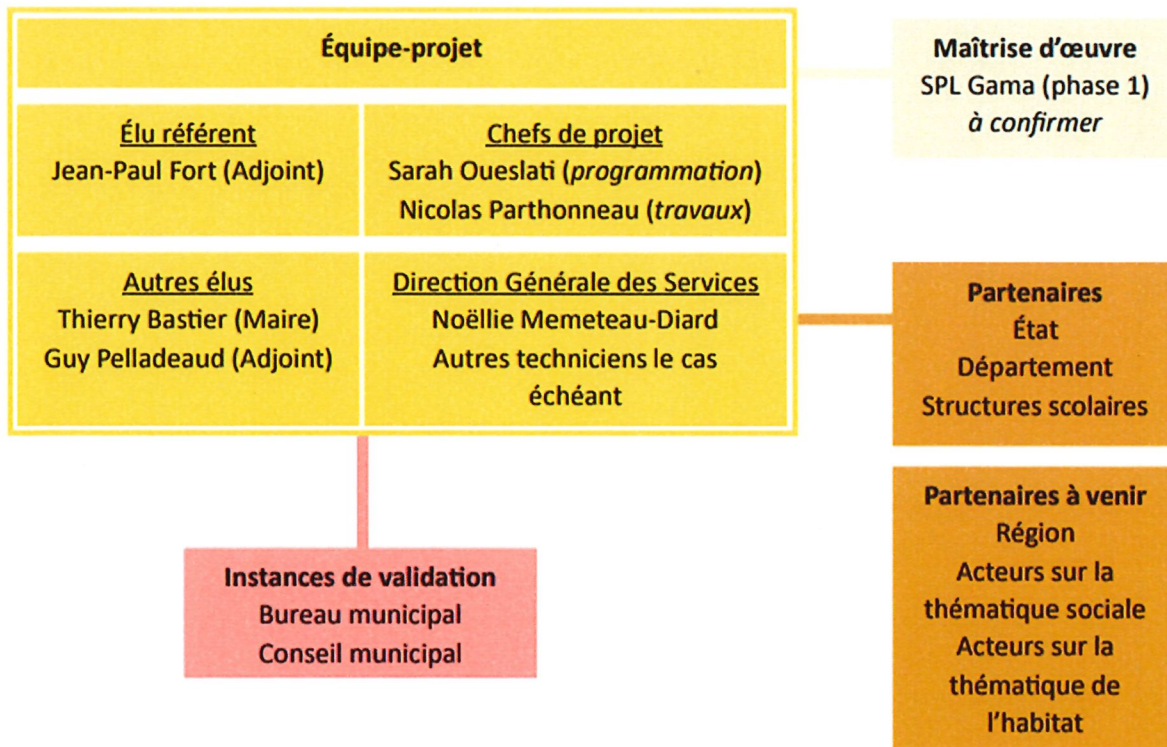 Équipe-projet
Élu référent
Jean-Paul Fort (Adjoint)
Chefs de projet
Sarah Oueslati (programmation)
Nicolas Parthonneau (travaux)
Autres élus
Thierry Bastier (Maire)
Guy Pelladeaud (Adjoint)
Direction Générale des Services
Noëllie Memeteau-Diard
Autres techniciens le cas
échéant
Maîtrise d'œuvre
SPL Gama (phase 1)
à confirmer
Partenaires
État
Département
Structures scolaires
Partenaires à venir
Région
Acteurs sur la
thématique sociale
Acteurs sur la
thématique de
l'habitat
Instances de validation
Bureau municipal
Conseil municipal